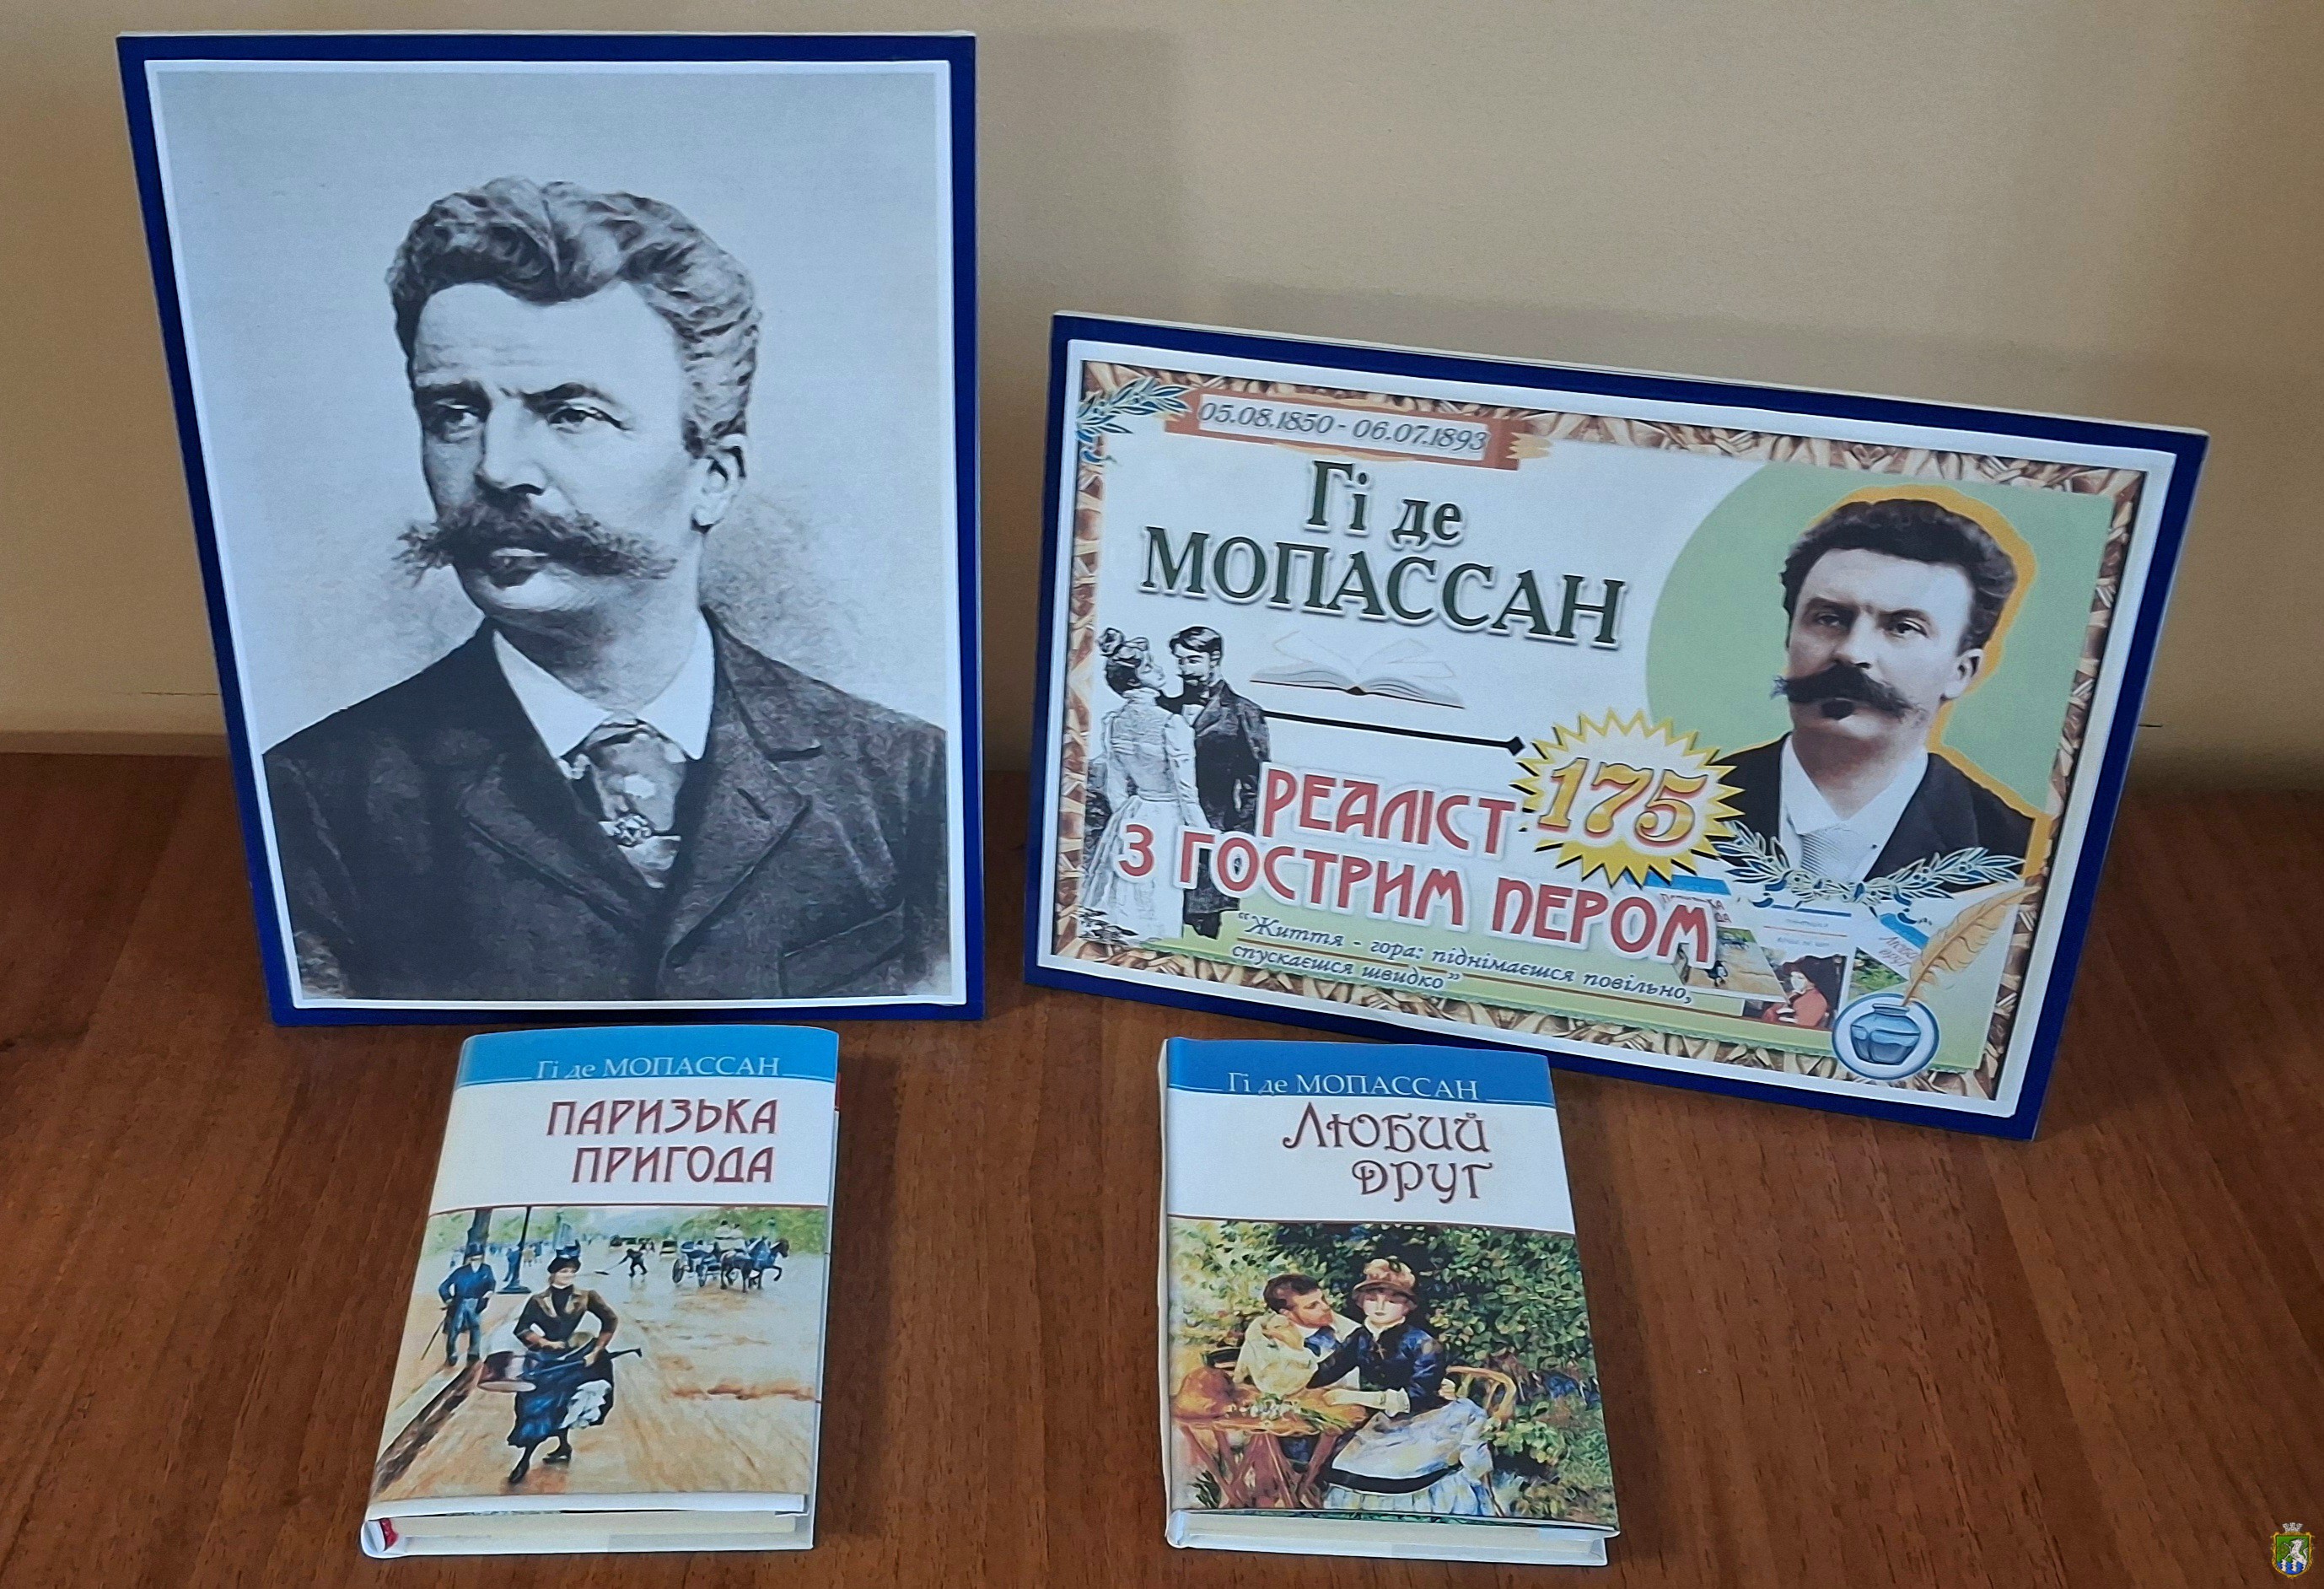 05.08.1850 - 06.07.1893
Гі де
МОПАССАН
РЕАЛІСТ
175
З ГОСТРИМ ПЕРОМ
“Життя - гора: піднімаєшся повільно,
спускаєшся швидко”
Гі де МОПАССАН
ПАРИЗЬКА
ПРИГОДА
Гі де МОПАССАН
ЛЮБИЙ
ДРУГ